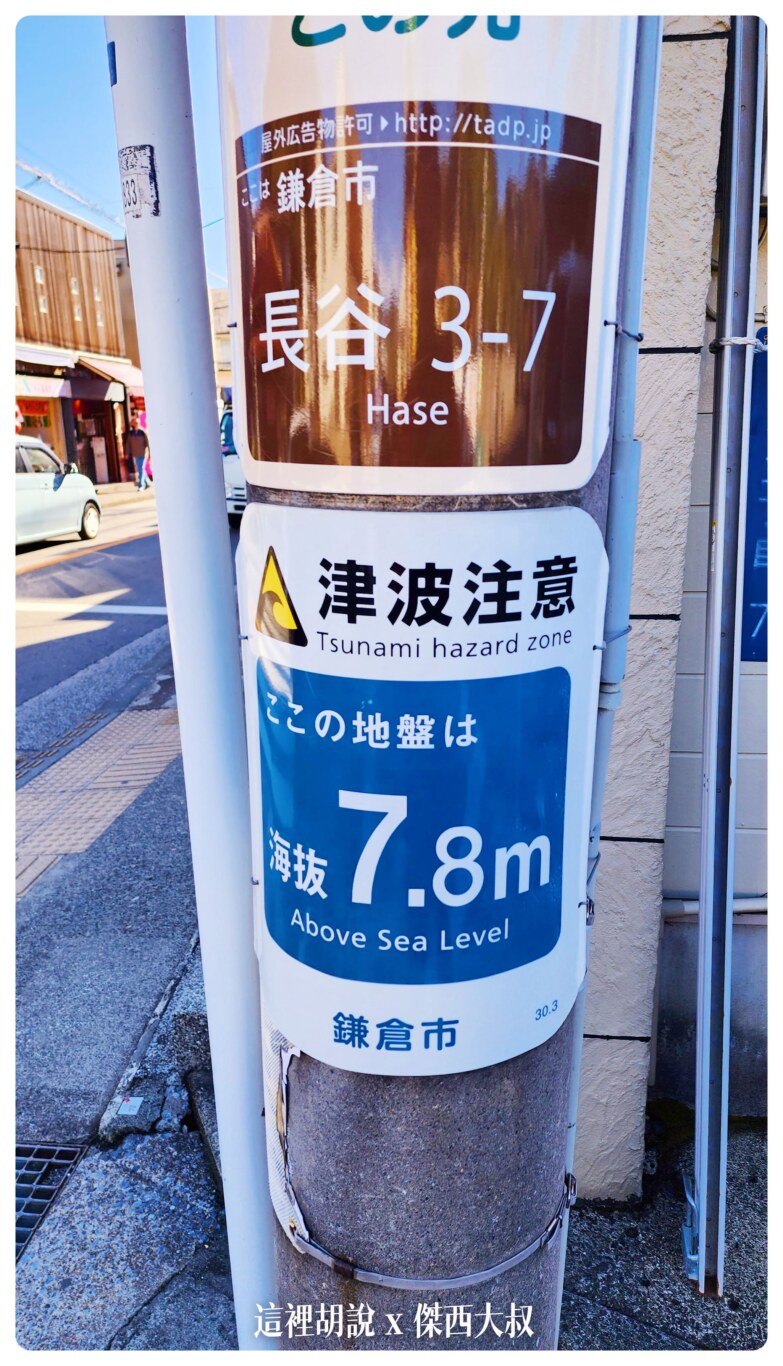 屋外広告物許可▶http://tadp.jp
ここは 鎌倉市
長谷 3-7
Hase
津波注意
Tsunami hazard zone
ここの地盤は
海抜 7.8m
Above Sea Level
鎌倉市
30.3
333
7
這裡胡說 x 傑西大叔